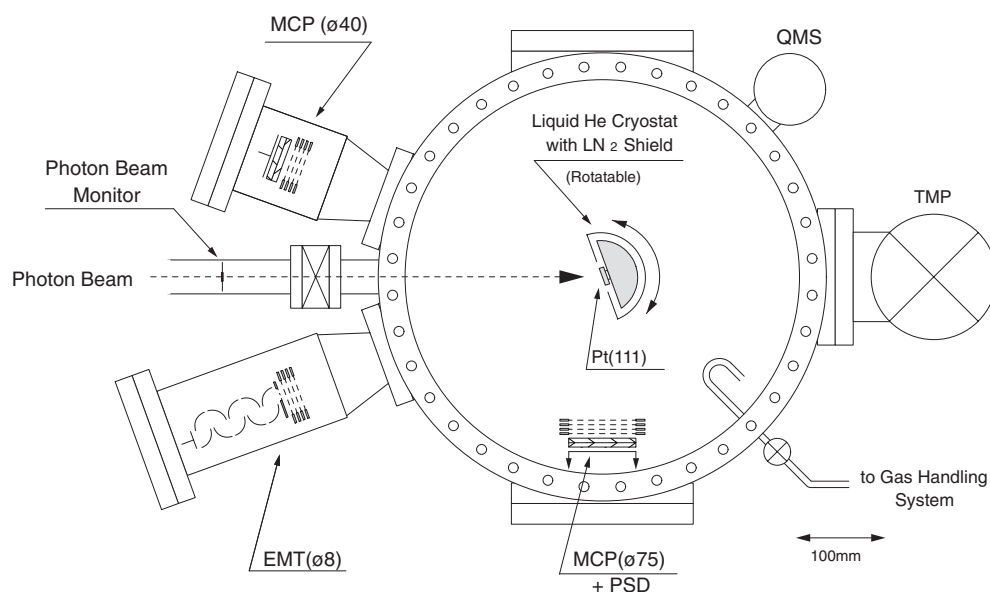 MCP (ø40)
QMS
Liquid He Cryostat
with LN 2 Shield
(Rotatable)
Photon Beam
Monitor
TMP
Photon Beam
Pt(111)
to Gas Handling
System
EMT(ø8)
MCP(ø75)
+ PSD
100mm